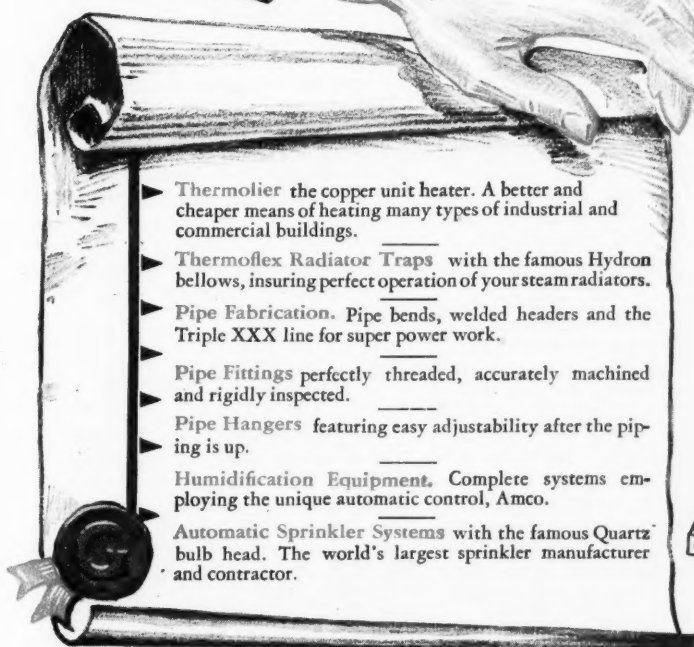 Thermolier the copper unit heater. A better and
cheaper means of heating many types of industrial and
commercial buildings.
Thermoflex Radiator Traps with the famous Hydron
bellows, insuring perfect operation of your steam radiators.
Pipe Fabrication. Pipe bends, welded headers and the
Triple XXX line for super power work.
Pipe Fittings perfectly threaded, accurately machined
and rigidly inspected.
Pipe Hangers featuring easy adjustability after the pip-
ing is up.
Humidification Equipment. Complete systems em-
ploying the unique automatic control, Amco.
Automatic Sprinkler Systems with the famous Quartz
bulb head. The world's largest sprinkler manufacturer
and contractor.
G